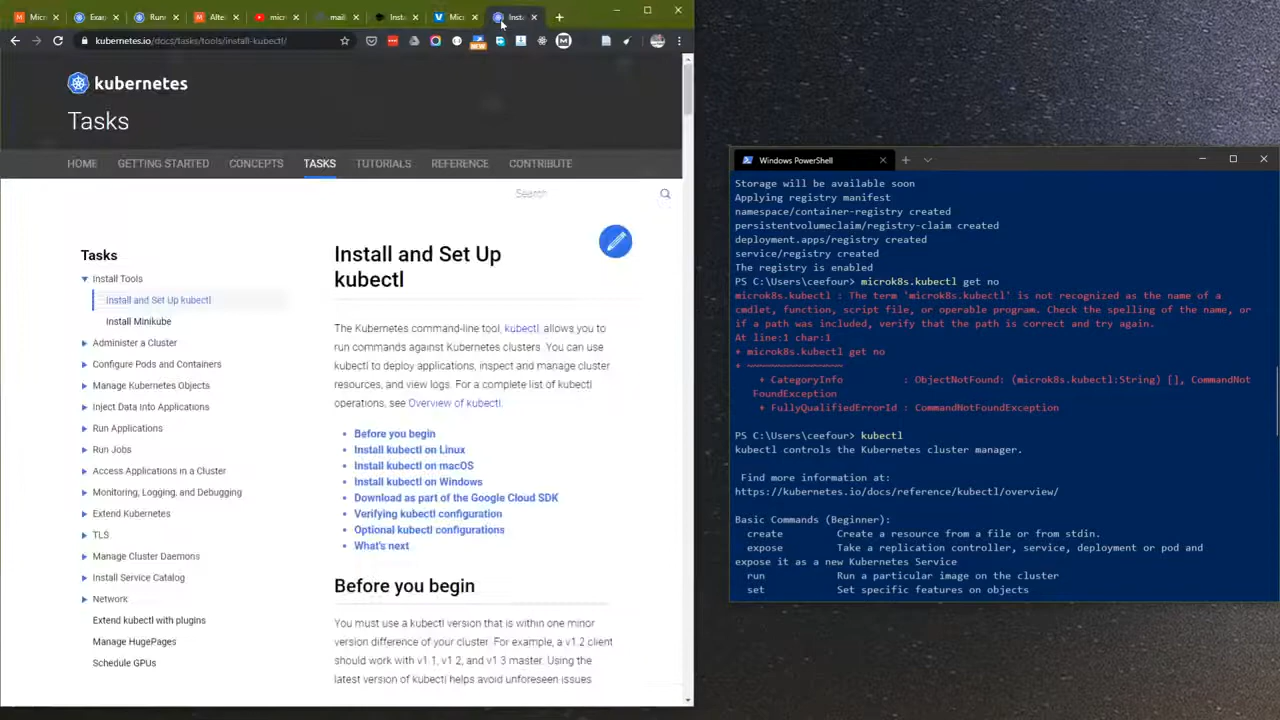 Micr
Exa
Runr
Alte
micr
mail
Insta
Micr
Insta
kubernetes.io/docs/tasks/tools/install-kubectl/
kubernetes
Tasks
HOME
GETTING STARTED
CONCEPTS
TASKS
TUTORIALS
REFERENCE
CONTRIBUTE
Search
Tasks
Install Tools
Install and Set Up kubectl
Install Minikube
Administer a Cluster
Configure Pods and Containers
Manage Kubernetes Objects
Inject Data Into Applications
Run Applications
Run Jobs
Access Applications in a Cluster
Monitoring, Logging, and Debugging
Extend Kubernetes
TLS
Manage Cluster Daemons
Install Service Catalog
Network
Extend kubectl with plugins
Manage HugePages
Schedule GPUs
Install and Set Up
kubectl
The Kubernetes command-line tool, kubectl, allows you to
run commands against Kubernetes clusters. You can use
kubectl to deploy applications, inspect and manage cluster
resources, and view logs. For a complete list of kubectl
operations, see Overview of kubectl.
Before you begin
Install kubectl on Linux
Install kubectl on macOS
Install kubectl on Windows
Download as part of the Google Cloud SDK
Verifying kubectl configuration
Optional kubectl configurations
What's next
Before you begin
You must use a kubectl version that is within one minor
version difference of your cluster. For example, a v1.2 client
should work with v1.1, v1.2, and v1.3 master. Using the
latest version of kubectl helps avoid unforeseen issues
Windows PowerShell
Storage will be available soon
Applying registry manifest
namespace/container-registry created
persistentvolumeclaim/registry-claim created
deployment.apps/registry created
service/registry created
The registry is enabled
PS C:\Users\ceefour> microk8s.kubectl get no
microk8s.kubectl : The term 'microk8s.kubectl' is not recognized as the name of a
cmdlet, function, script file, or operable program. Check the spelling of the name, or
if a path was included, verify that the path is correct and try again.
At line:1 char:1
+ microk8s.kubectl get no
+ ~~~~~~~~~~~~~~~~
+ CategoryInfo : ObjectNotFound: (microk8s.kubectl:String) [], CommandNot
FoundException
+ FullyQualifiedErrorId : CommandNotFoundException
PS C:\Users\ceefour> kubectl
kubectl controls the Kubernetes cluster manager.
Find more information at:
https://kubernetes.io/docs/reference/kubectl/overview/
Basic Commands (Beginner):
create Create a resource from a file or from stdin.
expose Take a replication controller, service, deployment or pod and
expose it as a new Kubernetes Service
run Run a particular image on the cluster
set Set specific features on objects